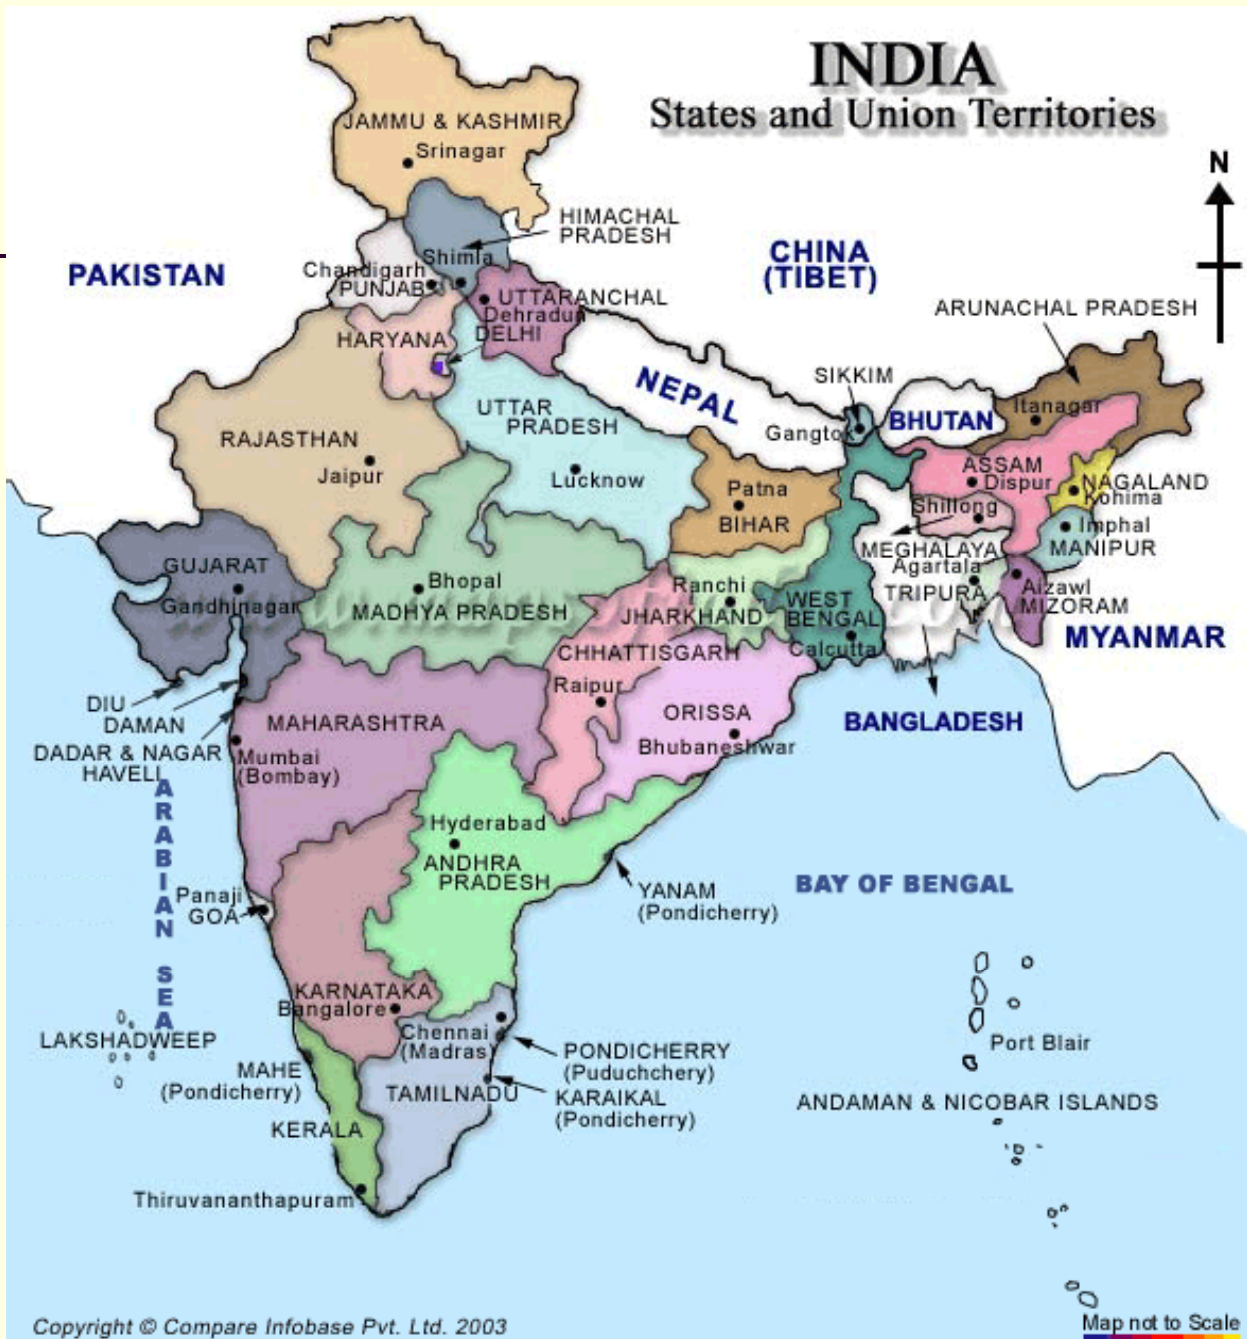 INDIA
States and Union Territories
N
JAMMU & KASHMIR
Srinagar
HIMACHAL
PRADESH
CHINA
(TIBET)
PAKISTAN
Shimla
Chandigarh
PUNJAB
UTTARANCHAL
Dehradun
DELHI
HARYANA
ARUNACHAL PRADESH
NEPAL
SIKKIM
Gangtok
BHUTAN
Itanagar
UTTAR
PRADESH
Lucknow
RAJASTHAN
Jaipur
Patna
BIHAR
ASSAM
Dispur
NAGALAND
Kohima
Shillong
MEGHALAYA
Imphal
MANIPUR
Agartala
TRIPURA
Aizawl
MIZORAM
MYANMAR
GUJARAT
Gandhinagar
Bhopal
MADHYA PRADESH
Ranchi
JHARKHAND
WEST
BENGAL
Calcutta
CHHATTISGARH
Raipur
ORISSA
Bhubaneshwar
BANGLADESH
DIU
DAMAN
DADAR & NAGAR
HAVELI
MAHARASHTRA
Mumbai
(Bombay)
ARABIAN SEA
Hyderabad
ANDHRA
PRADESH
YANAM
(Pondicherry)
BAY OF BENGAL
Panaji
GOA
KARNATAKA
Bangalore
LAKSHADWEEP
Chennai
(Madras)
PONDICHERRY
(Puduchchery)
MAHE
(Pondicherry)
TAMILNADU
KARAIKAL
(Pondicherry)
KERALA
Thiruvananthapuram
Port Blair
ANDAMAN & NICOBAR ISLANDS
Copyright © Compare Infobase Pvt. Ltd. 2003
Map not to Scale